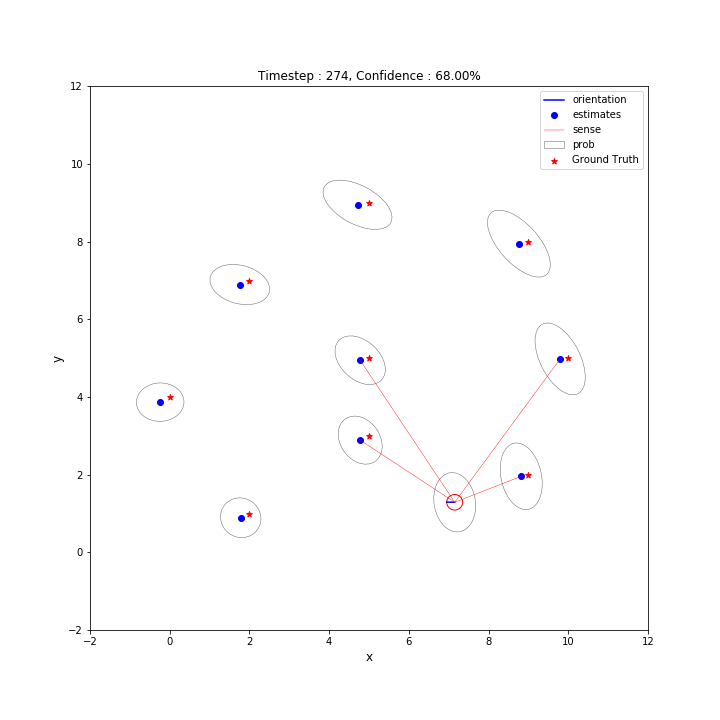 Timestep : 274, Confidence : 68.00%
12
10
8
6
4
2
0
−2
y
−2 0 2 4 6 8 10 12
x
orientation
estimates
sense
prob
Ground Truth